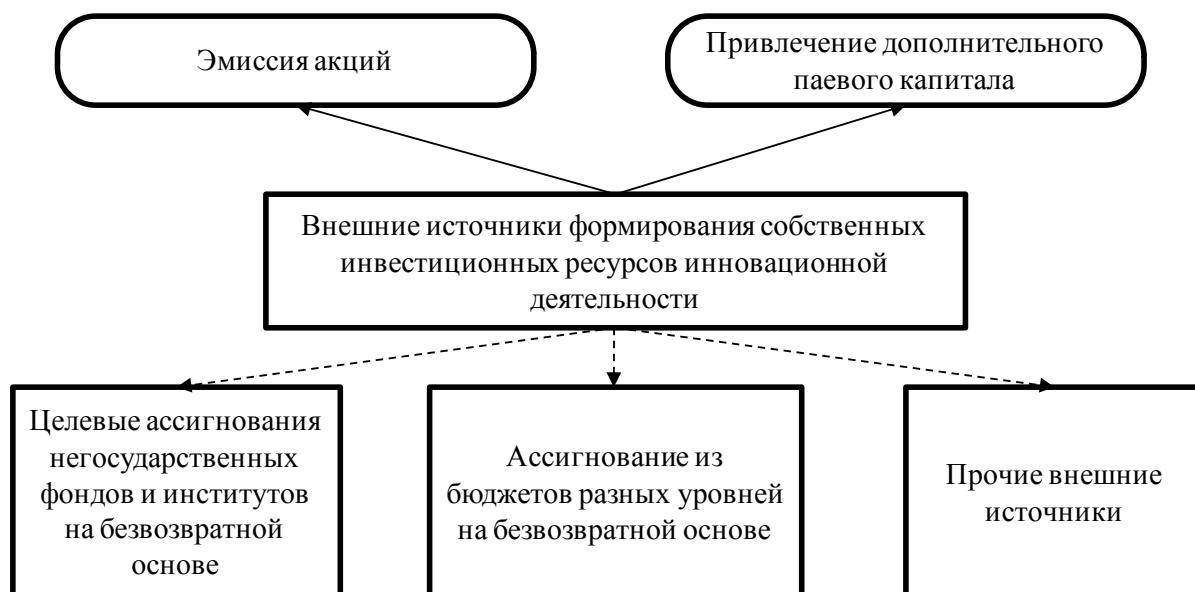 Эмиссия акций
Привлечение дополнительного
паевого капитала
Внешние источники формирования собственных
инвестиционных ресурсов инновационной
деятельности
Целевые ассигнования
негосударственных
фондов и институтов
на безвозвратной
основе
Ассигнование из
бюджетов разных уровней
на безвозвратной основе
Прочие внешние
источники